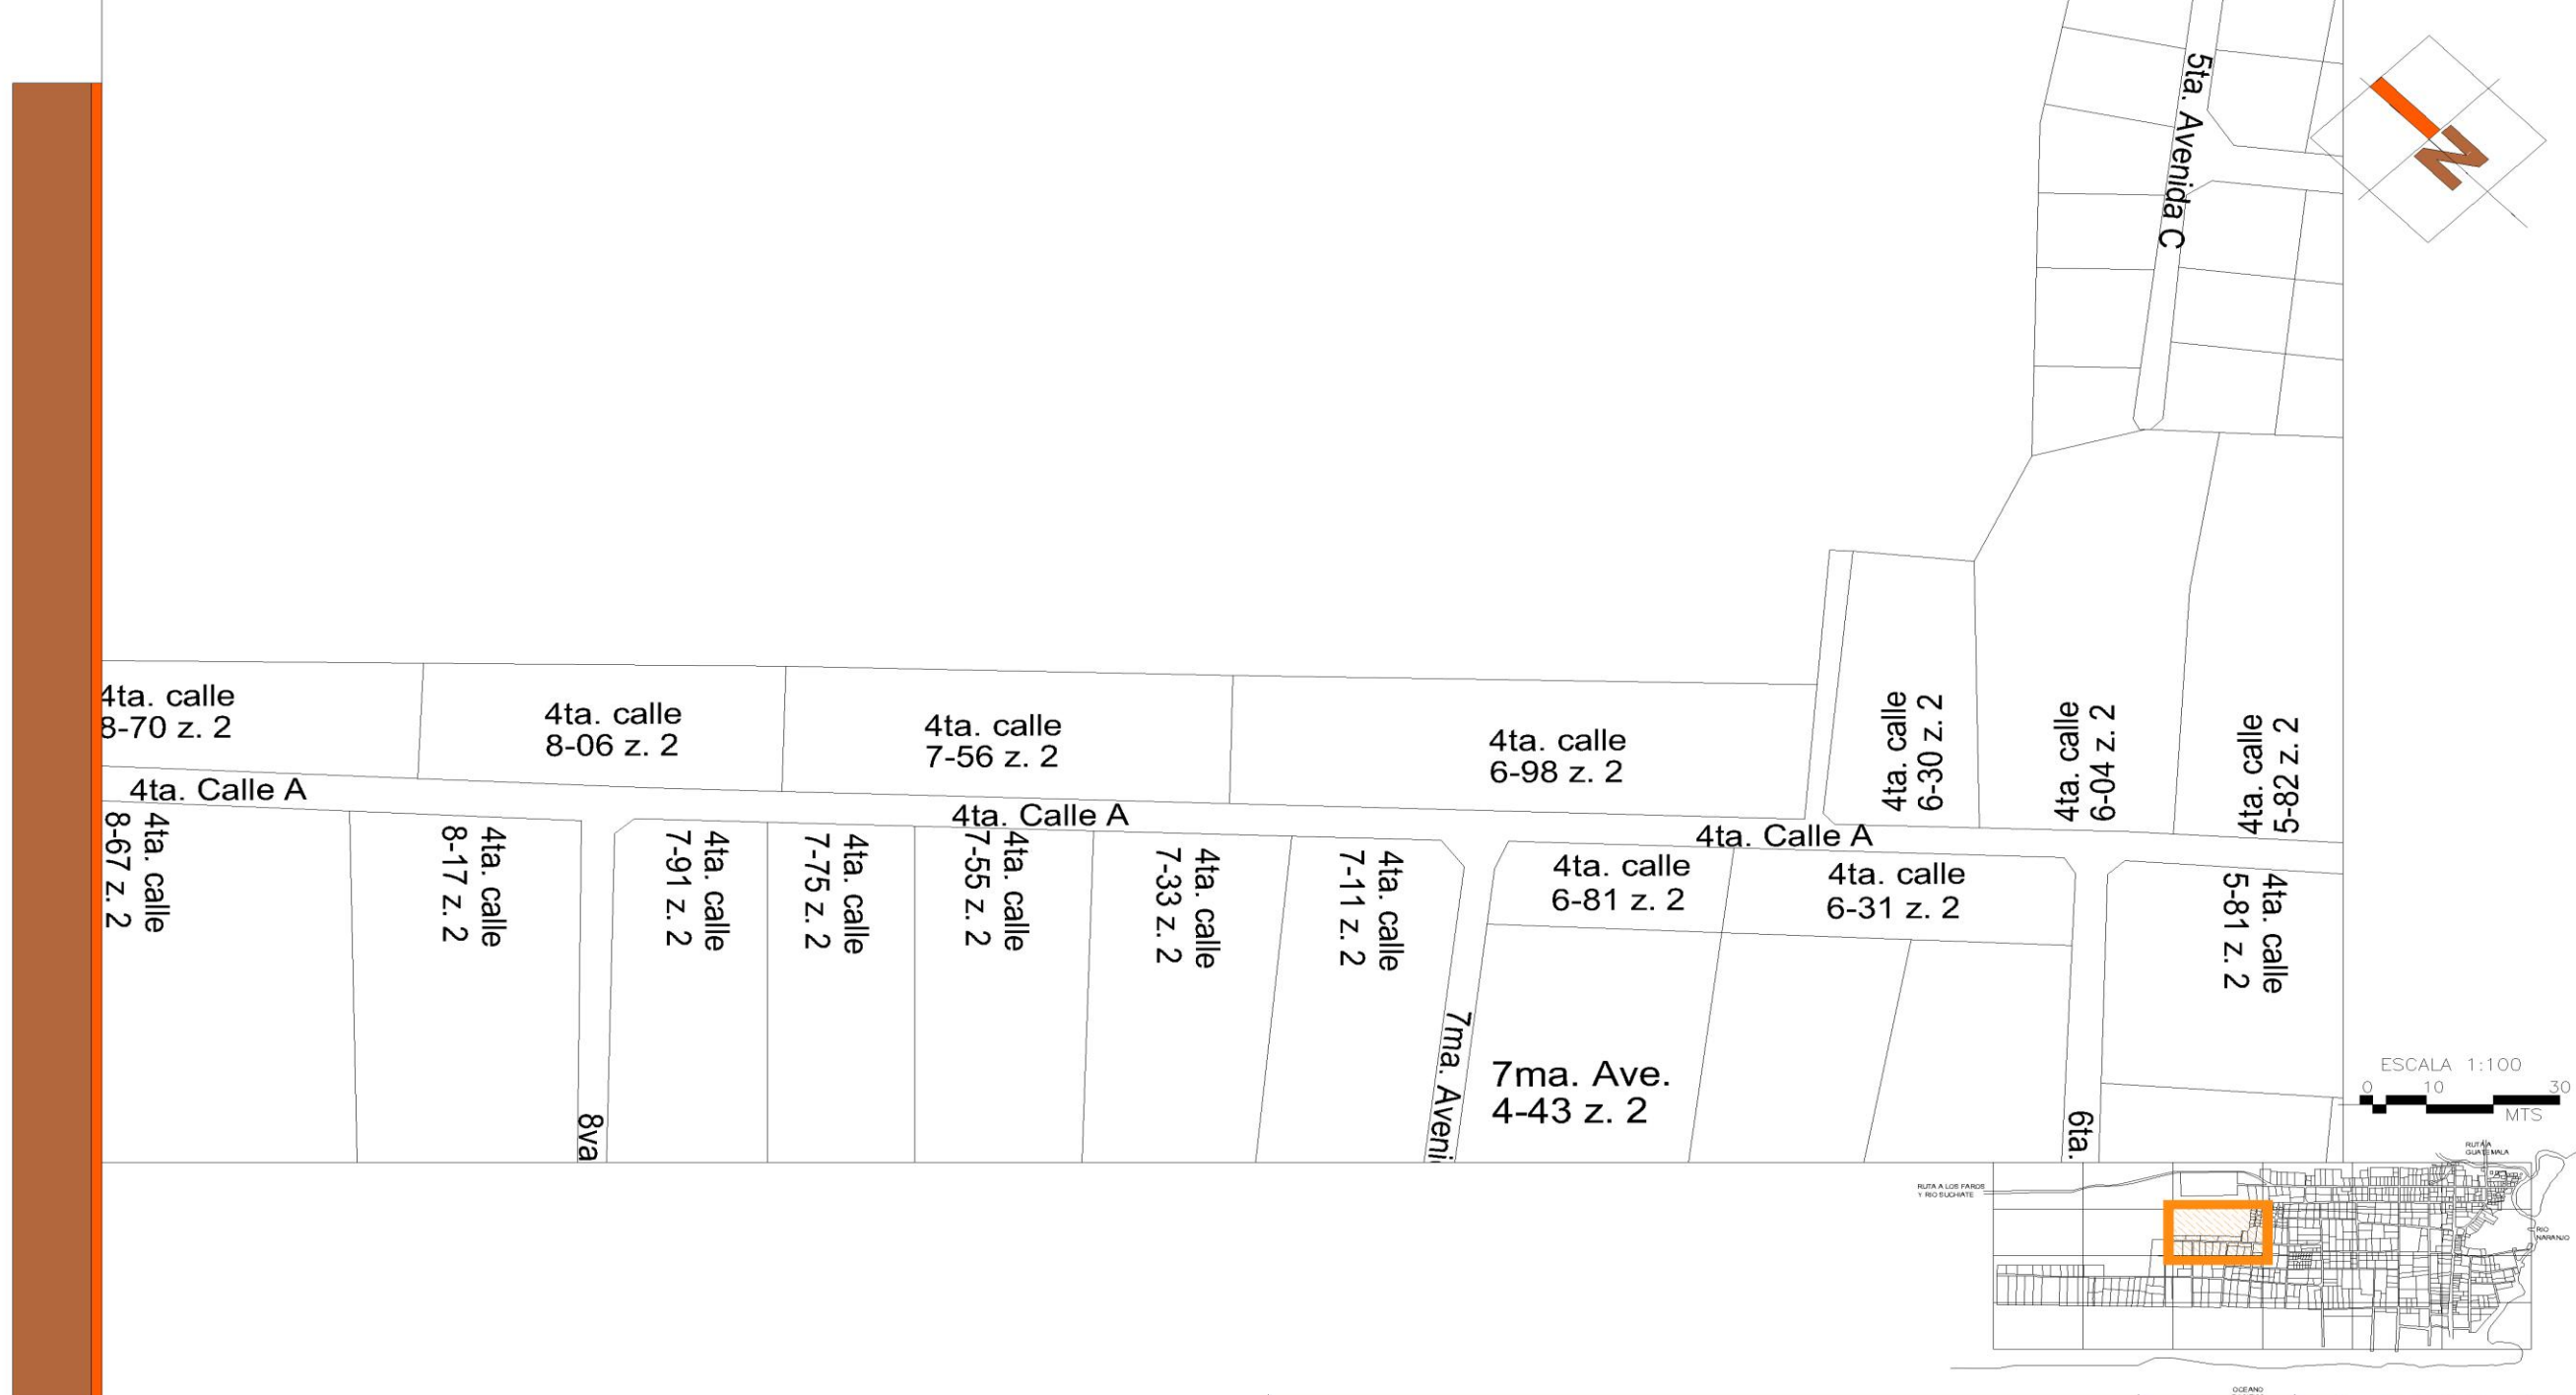 5ta. Avenida C
N
4ta. calle
8-70 z. 2
4ta. calle
8-06 z. 2
4ta. calle
7-56 z. 2
4ta. calle
6-98 z. 2
4ta. calle
6-30 z. 2
4ta. calle
6-04 z. 2
4ta. calle
5-82 z. 2
4ta. Calle A
4ta. Calle A
4ta. Calle A
4ta. calle
8-67 z. 2
4ta. calle
8-17 z. 2
4ta. calle
7-91 z. 2
4ta. calle
7-75 z. 2
4ta. calle
7-55 z. 2
4ta. calle
7-33 z. 2
4ta. calle
7-11 z. 2
4ta. calle
6-81 z. 2
4ta. calle
6-31 z. 2
4ta. calle
5-81 z. 2
8va
7ma. Aveni
7ma. Ave.
4-43 z. 2
6ta.
ESCALA 1:100
0 10 30
MTS
RUTA A
GUATEMALA
RUTA A LOS FAROS
Y RIO SUCHIATE
RIO
NARANJO
OCEANO